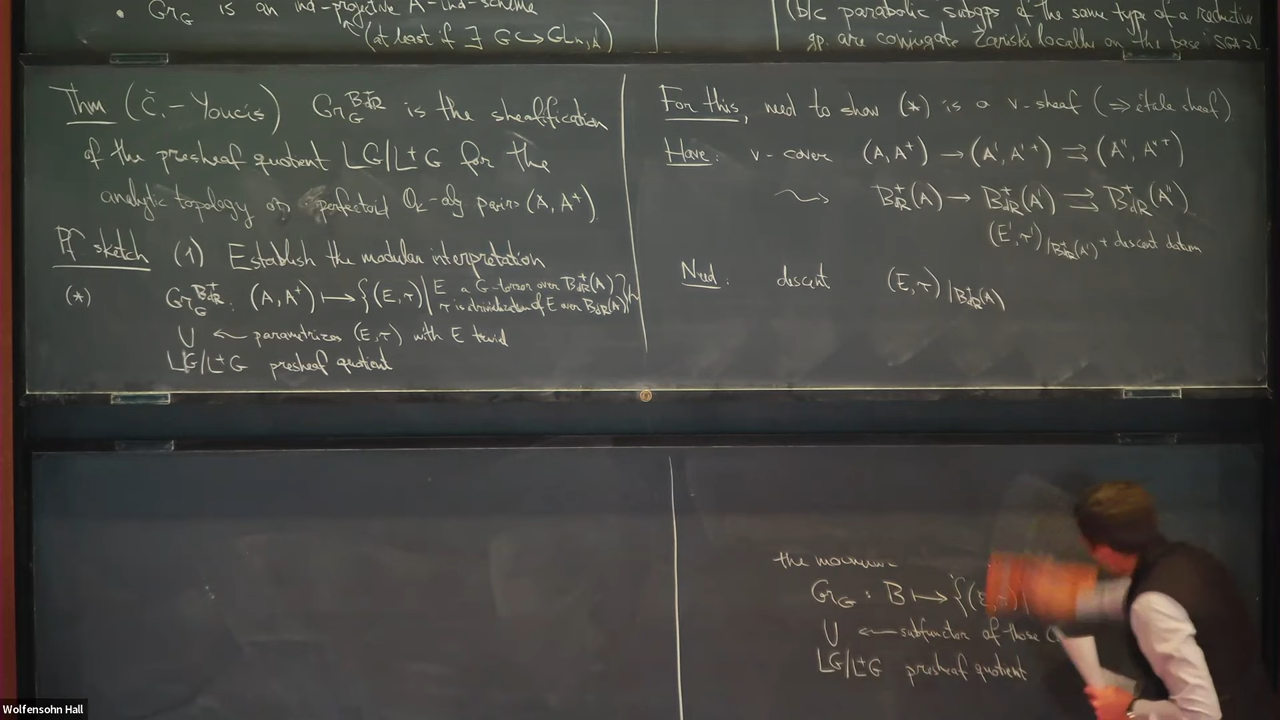 • Gr_G is an ind-projective A-ind-scheme
(at least if ∃ G ↪ GL_{n,A})
(b/c parabolic subgps of the same type of a reductive
gp. are conjugate Zariski locally on the base SGA3)
Thm (Č.-Youcis) Gr_G^{B_dR^+} is the sheafification
of the presheaf quotient LG/L⁺G for the
analytic topology on perfectoid -alg pairs (A, A⁺)
Pf sketch (1) Establish the modular interpretation
(*) Gr_G^{B_dR^+} : (A, A⁺) ⟼ {(E, τ) | E a G-torsor over B_dR^+(A)
τ is a trivialization of E over B_dR(A)}/
∪ ← parametrizes (E, τ) with E trivial
LG/L⁺G presheaf quotient
For this, need to show (*) is a v-sheaf (⇒ étale sheaf)
Have: v-cover (A, A⁺) → (A', A'⁺) ⇉ (A'', A''⁺)
⇝ B_dR^+(A) → B_dR^+(A') ⇉ B_dR^+(A'')
(E', τ')|_{B_dR^+(A')} + descent datum
Need: descent (E, τ)|_{B_dR^+(A)}
the
Gr_G : B ⟼ {(E, τ)|
∪ ← subfunctor of those
LG/L⁺G presheaf quotient
Wolfensohn Hall